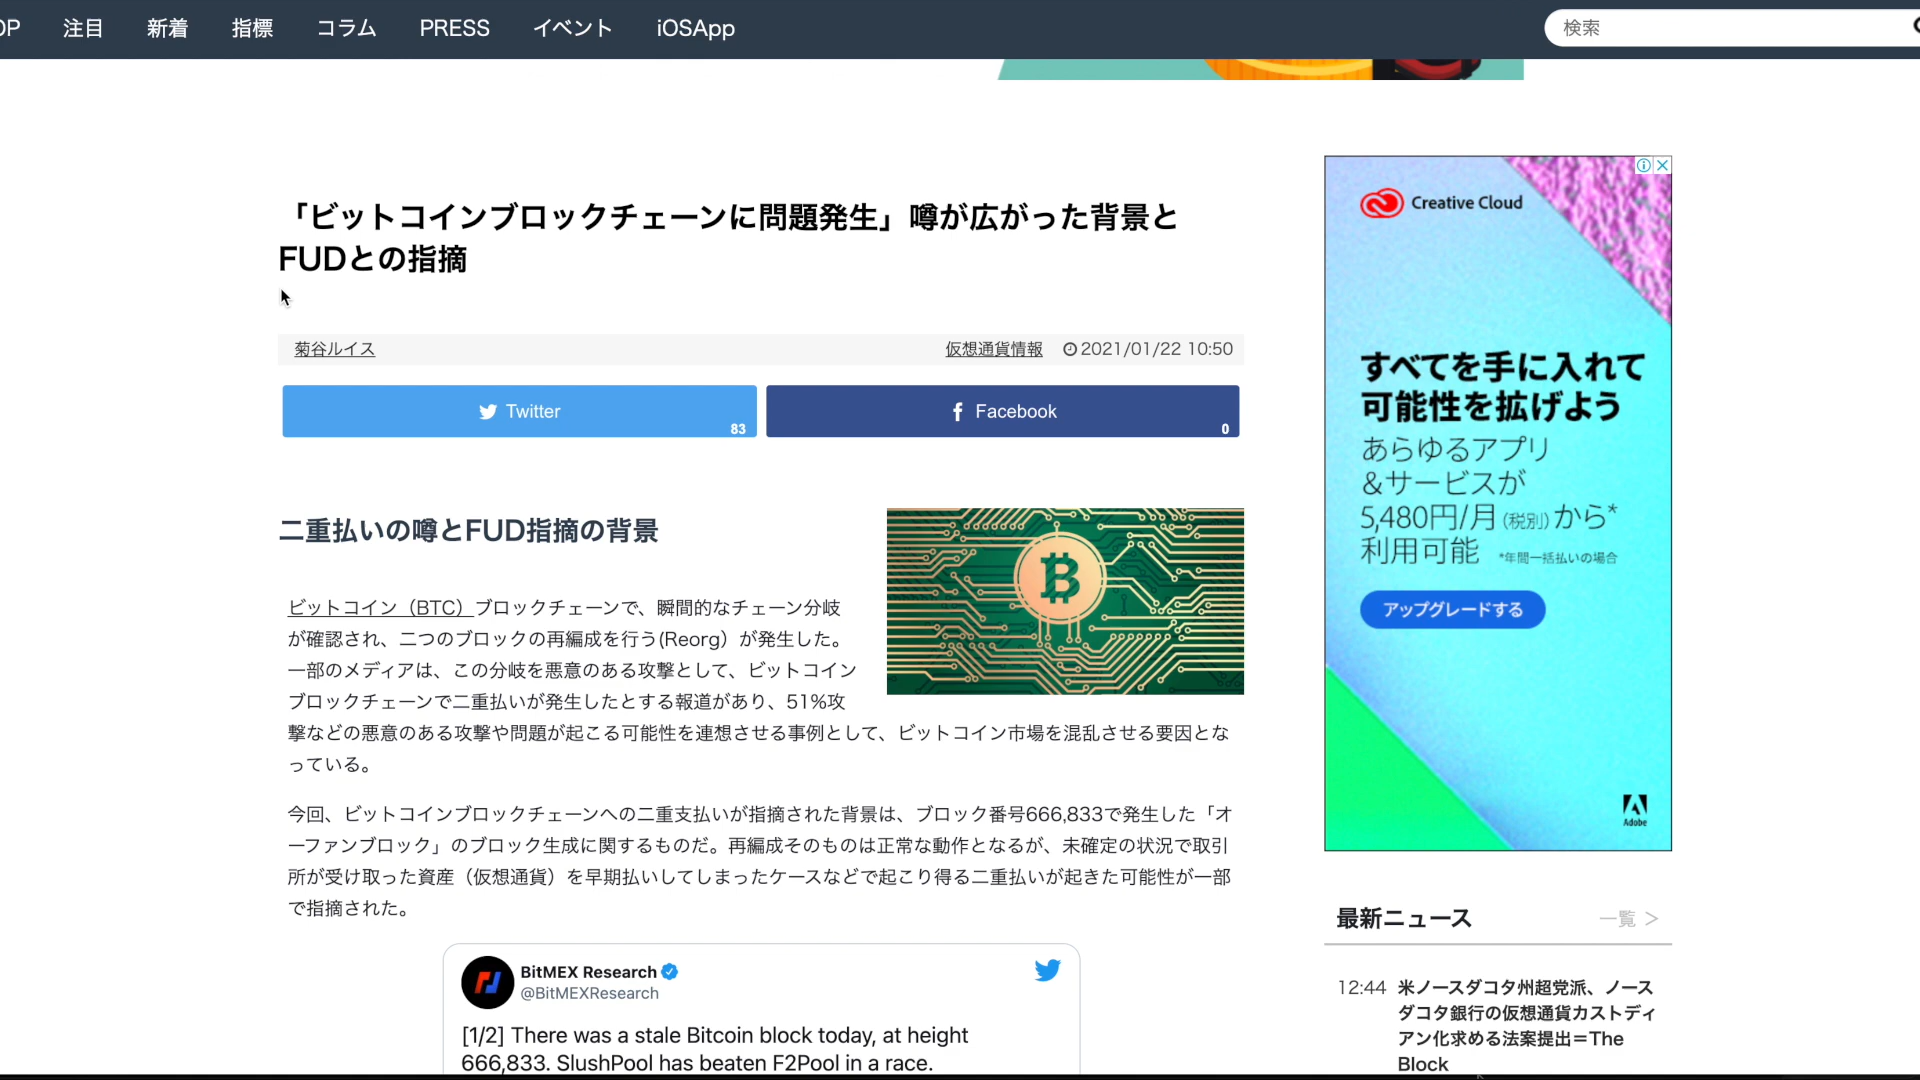 OP 注目 新着 指標 コラム PRESS イベント iOSApp 検索
「ビットコインブロックチェーンに問題発生」噂が広がった背景と
FUDとの指摘
菊谷ルイス 仮想通貨情報 2021/01/22 10:50
Twitter 83 Facebook 0
二重払いの噂とFUD指摘の背景
ビットコイン（BTC）ブロックチェーンで、瞬間的なチェーン分岐
が確認され、二つのブロックの再編成を行う(Reorg）が発生した。
一部のメディアは、この分岐を悪意のある攻撃として、ビットコイン
ブロックチェーンで二重払いが発生したとする報道があり、51%攻
撃などの悪意のある攻撃や問題が起こる可能性を連想させる事例として、ビットコイン市場を混乱させる要因とな
っている。
今回、ビットコインブロックチェーンへの二重支払いが指摘された背景は、ブロック番号666,833で発生した「オ
ーファンブロック」のブロック生成に関するものだ。再編成そのものは正常な動作となるが、未確定の状況で取引
所が受け取った資産（仮想通貨）を早期払いしてしまったケースなどで起こり得る二重払いが起きた可能性が一部
で指摘された。
BitMEX Research
@BitMEXResearch
[1/2] There was a stale Bitcoin block today, at height
666,833. SlushPool has beaten F2Pool in a race.
Creative Cloud
すべてを手に入れて
可能性を拡げよう
あらゆるアプリ
&サービスが
5,480円/月(税別)から*
利用可能 *年間一括払いの場合
アップグレードする
Adobe
最新ニュース 一覧 ＞
12:44 米ノースダコタ州超党派、ノース
ダコタ銀行の仮想通貨カストディ
アン化求める法案提出＝The
Block